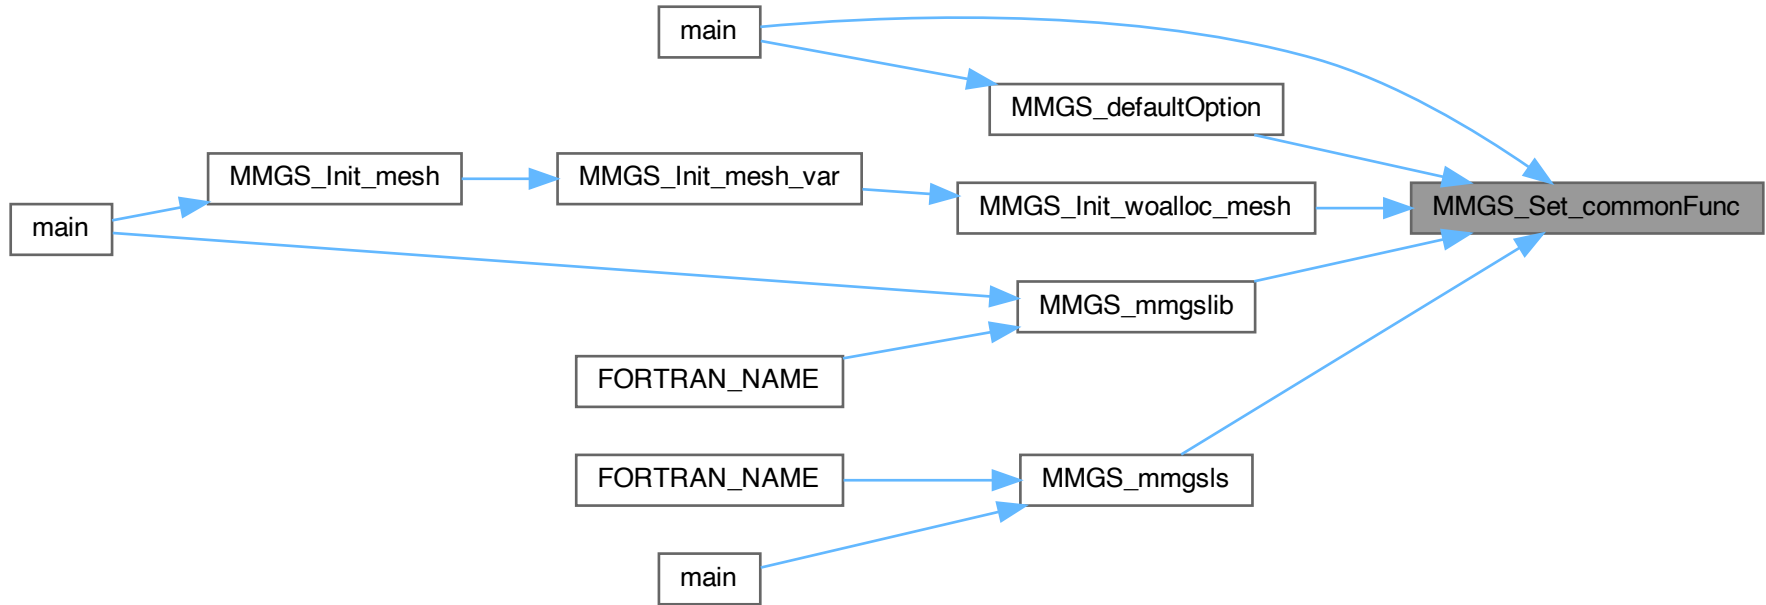 main
MMGS_defaultOption
MMGS_Init_mesh
MMGS_Init_mesh_var
MMGS_Init_woalloc_mesh
MMGS_Set_commonFunc
main
MMGS_mmgslib
FORTRAN_NAME
FORTRAN_NAME
MMGS_mmgsls
main